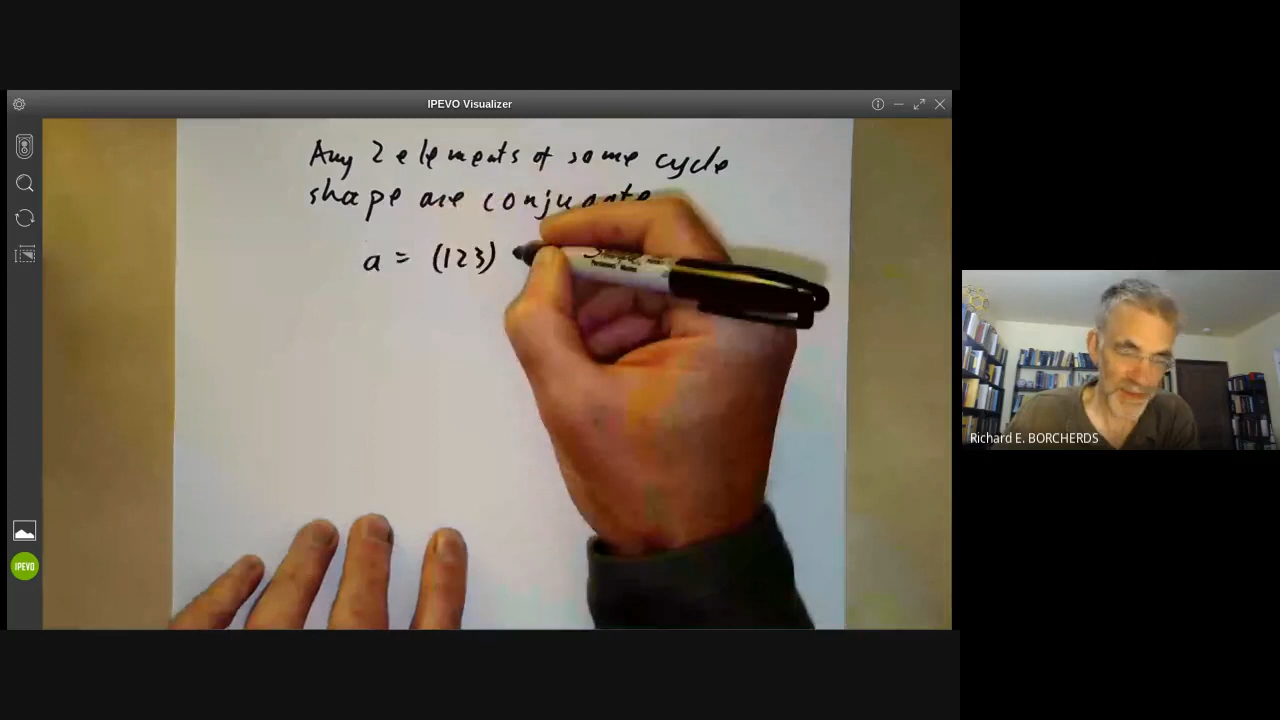 IPEVO Visualizer
Any 2 elements of same cycle
shape are conjugate
a = (123)
Richard E. BORCHERDS
IPEVO